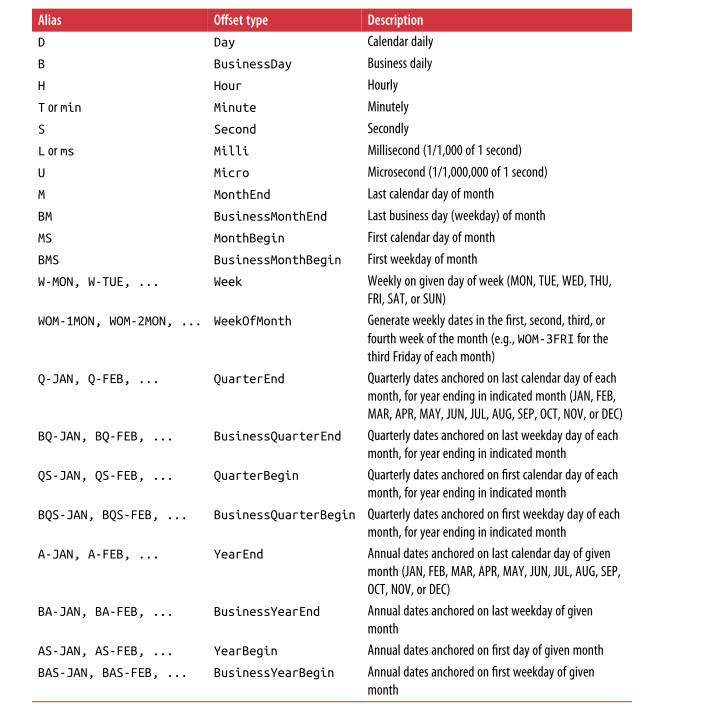 Alias Offset type Description
D Day Calendar daily
B BusinessDay Business daily
H Hour Hourly
T or min Minute Minutely
S Second Secondly
L or ms Milli Millisecond (1/1,000 of 1 second)
U Micro Microsecond (1/1,000,000 of 1 second)
M MonthEnd Last calendar day of month
BM BusinessMonthEnd Last business day (weekday) of month
MS MonthBegin First calendar day of month
BMS BusinessMonthBegin First weekday of month
W-MON, W-TUE, ... Week Weekly on given day of week (MON, TUE, WED, THU,
FRI, SAT, or SUN)
WOM-1MON, WOM-2MON, ... WeekOfMonth Generate weekly dates in the first, second, third, or
fourth week of the month (e.g., WOM-3FRI for the
third Friday of each month)
Q-JAN, Q-FEB, ... QuarterEnd Quarterly dates anchored on last calendar day of each
month, for year ending in indicated month (JAN, FEB,
MAR, APR, MAY, JUN, JUL, AUG, SEP, OCT, NOV, or DEC)
BQ-JAN, BQ-FEB, ... BusinessQuarterEnd Quarterly dates anchored on last weekday day of each
month, for year ending in indicated month
QS-JAN, QS-FEB, ... QuarterBegin Quarterly dates anchored on first calendar day of each
month, for year ending in indicated month
BQS-JAN, BQS-FEB, ... BusinessQuarterBegin Quarterly dates anchored on first weekday day of each
month, for year ending in indicated month
A-JAN, A-FEB, ... YearEnd Annual dates anchored on last calendar day of given
month (JAN, FEB, MAR, APR, MAY, JUN, JUL, AUG, SEP,
OCT, NOV, or DEC)
BA-JAN, BA-FEB, ... BusinessYearEnd Annual dates anchored on last weekday of given
month
AS-JAN, AS-FEB, ... YearBegin Annual dates anchored on first day of given month
BAS-JAN, BAS-FEB, ... BusinessYearBegin Annual dates anchored on first weekday of given
month